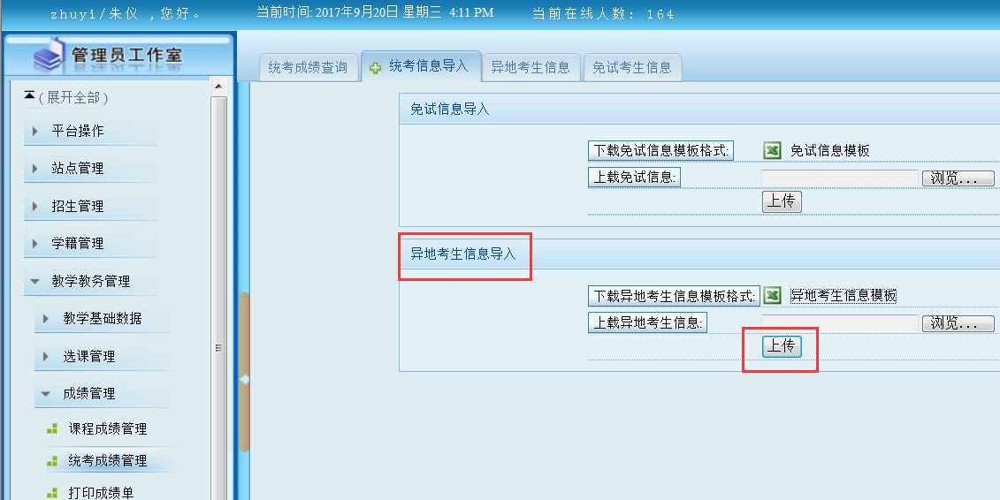 zhuyi/朱仪 ,您好。 当前时间: 2017年9月20日 星期三 4:11 PM 当前在线人数: 164
管理员工作室
(展开全部)
平台操作
站点管理
招生管理
学籍管理
教学教务管理
教学基础数据
选课管理
成绩管理
课程成绩管理
统考成绩管理
打印成绩单
统考成绩查询 统考信息导入 异地考生信息 免试考生信息
免试信息导入
下载免试信息模板格式: 免试信息模板
上载免试信息: 浏览...
上传
异地考生信息导入
下载异地考生信息模板格式: 异地考生信息模板
上载异地考生信息: 浏览...
上传